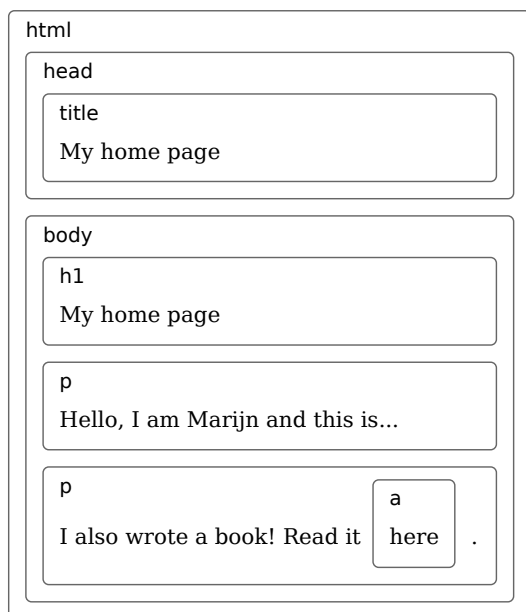 html
head
title
My home page
body
h1
My home page
p
Hello, I am Marijn and this is...
p
a
I also wrote a book! Read it here .